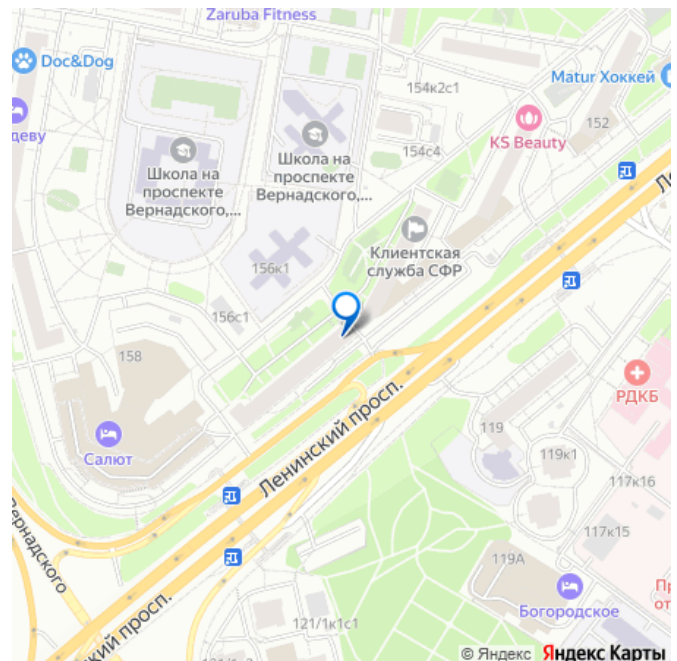 Zaruba Fitness
Doc&Dog
154к2с1
Matur Хоккей
деву
KS Beauty
152
154с4
Школа на
проспекте
Вернадского,...
Школа на
проспекте
Вернадского,...
Клиентская
служба СФР
156к1
156с1
158
РДКБ
Ленинский просп.
119
119к1
Салют
117к16
117к15
Вернадского
119А
Богородское
121/1к1с1
кий просп.
© Яндекс Яндекс Карты